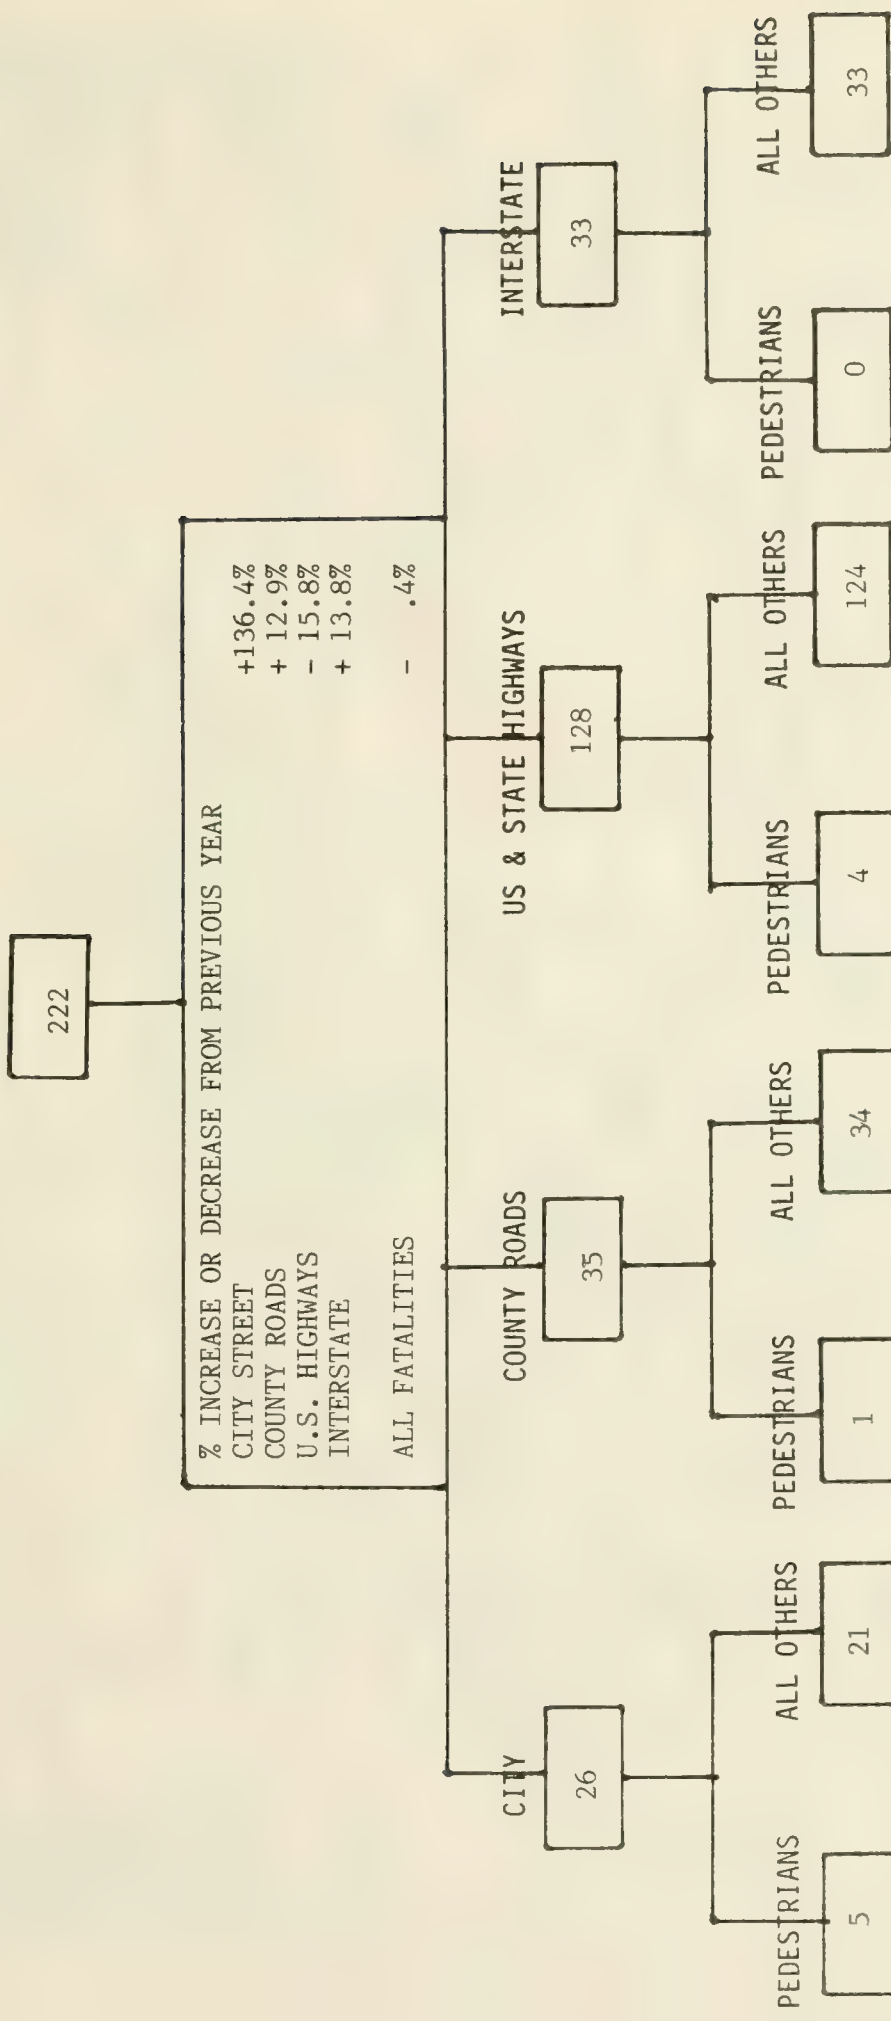 222
% INCREASE OR DECREASE FROM PREVIOUS YEAR
CITY STREET +136.4%
COUNTY ROADS + 12.9%
U.S. HIGHWAYS - 15.8%
INTERSTATE + 13.8%
ALL FATALITIES - .4%
CITY COUNTY ROADS US & STATE HIGHWAYS INTERSTATE
26 35 128 33
PEDESTRIANS ALL OTHERS PEDESTRIANS ALL OTHERS PEDESTRIANS ALL OTHERS PEDESTRIANS ALL OTHERS
5 21 1 34 4 124 0 33